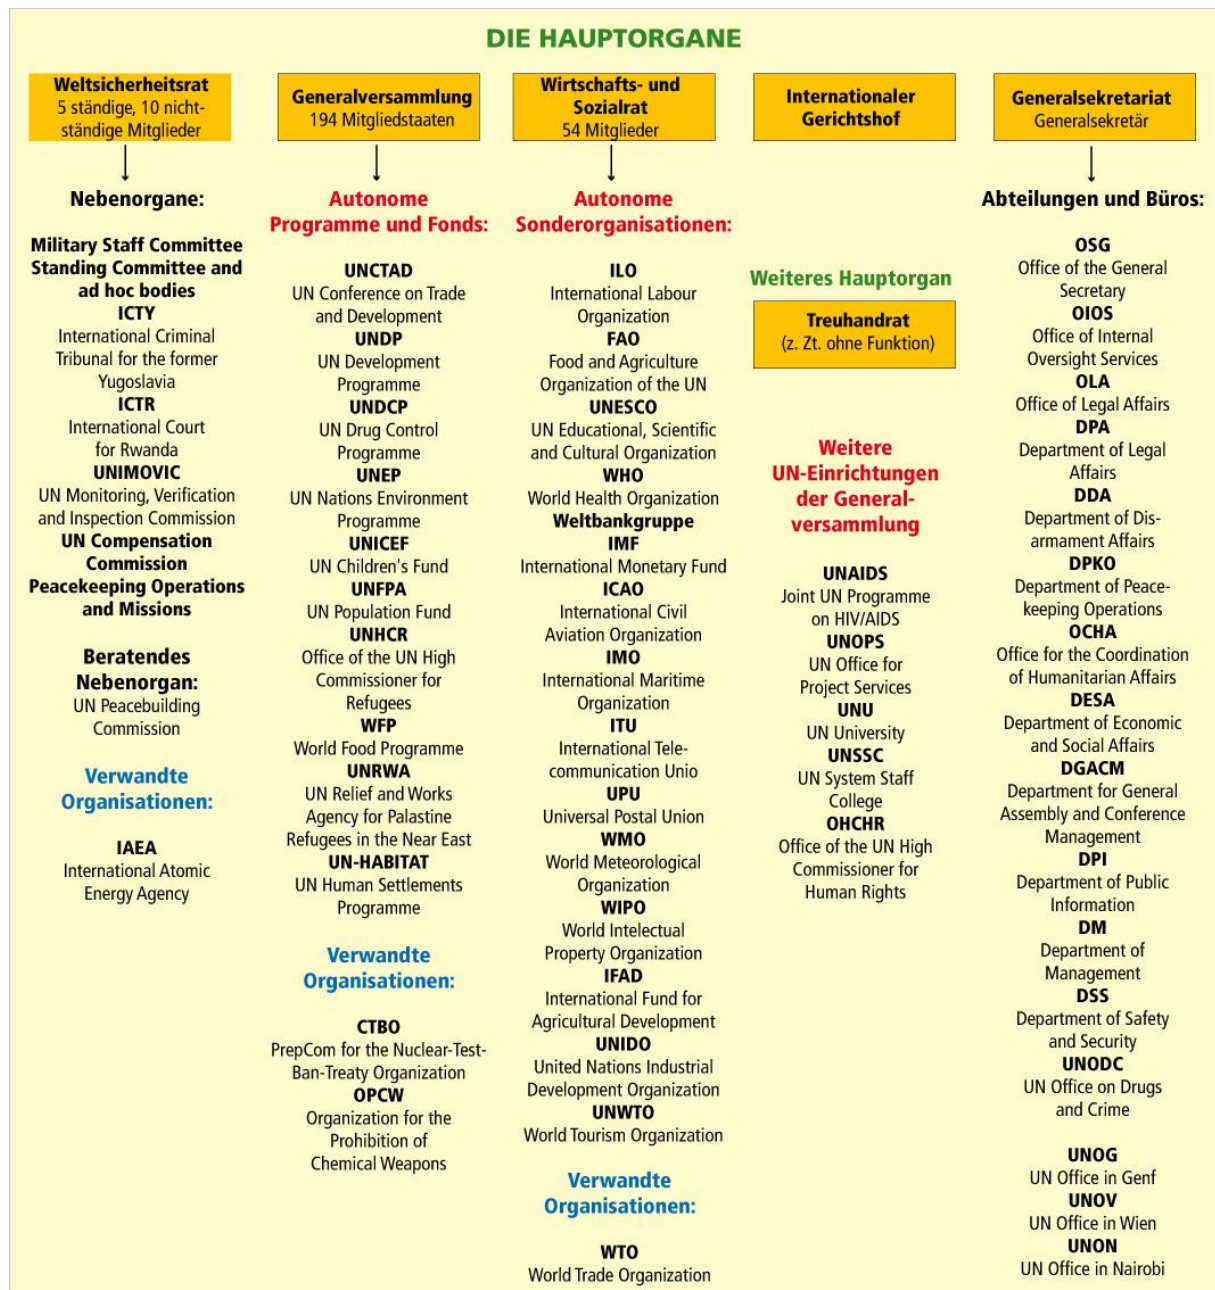 DIE HAUPTORGANE
Weltsicherheitsrat
5 ständige, 10 nicht-
ständige Mitglieder
Nebenorgane:
Military Staff Committee
Standing Committee and
ad hoc bodies
ICTY
International Criminal
Tribunal for the former
Yugoslavia
ICTR
International Court
for Rwanda
UNIMOVIC
UN Monitoring, Verification
and Inspection Commission
UN Compensation
Commission
Peacekeeping Operations
and Missions
Beratendes
Nebenorgan:
UN Peacebuilding
Commission
Verwandte
Organisationen:
IAEA
International Atomic
Energy Agency
Generalversammlung
194 Mitgliedstaaten
Autonome
Programme und Fonds:
UNCTAD
UN Conference on Trade
and Development
UNDP
UN Development
Programme
UNDCP
UN Drug Control
Programme
UNEP
UN Nations Environment
Programme
UNICEF
UN Children's Fund
UNFPA
UN Population Fund
UNHCR
Office of the UN High
Commissioner for
Refugees
WFP
World Food Programme
UNRWA
UN Relief and Works
Agency for Palastine
Refugees in the Near East
UN-HABITAT
UN Human Settlements
Programme
Verwandte
Organisationen:
CTBO
PrepCom for the Nuclear-Test-
Ban-Treaty Organization
OPCW
Organization for the
Prohibition of
Chemical Weapons
Wirtschafts- und
Sozialrat
54 Mitglieder
Autonome
Sonderorganisationen:
ILO
International Labour
Organization
FAO
Food and Agriculture
Organization of the UN
UNESCO
UN Educational, Scientific
and Cultural Organization
WHO
World Health Organization
Weltbankgruppe
IMF
International Monetary Fund
ICAO
International Civil
Aviation Organization
IMO
International Maritime
Organization
ITU
International Tele-
communication Unio
UPU
Universal Postal Union
WMO
World Meteorological
Organization
WIPO
World Intelectual
Property Organization
IFAD
International Fund for
Agricultural Development
UNIDO
United Nations Industrial
Development Organization
UNWTO
World Tourism Organization
Verwandte
Organisationen:
WTO
World Trade Organization
Internationaler
Gerichtshof
Weiteres Hauptorgan
Treuhandrat
(z. Zt. ohne Funktion)
Weitere
UN-Einrichtungen
der General-
versammlung
UNAIDS
Joint UN Programme
on HIV/AIDS
UNOPS
UN Office for
Project Services
UNU
UN University
UNSSC
UN System Staff
College
OHCHR
Office of the UN High
Commissioner for
Human Rights
Generalsekretariat
Generalsekretär
Abteilungen und Büros:
OSG
Office of the General
Secretary
OIOS
Office of Internal
Oversight Services
OLA
Office of Legal Affairs
DPA
Department of Legal
Affairs
DDA
Department of Dis-
armament Affairs
DPKO
Department of Peace-
keeping Operations
OCHA
Office for the Coordination
of Humanitarian Affairs
DESA
Department of Economic
and Social Affairs
DGACM
Department for General
Assembly and Conference
Management
DPI
Department of Public
Information
DM
Department of
Management
DSS
Department of Safety
and Security
UNODC
UN Office on Drugs
and Crime
UNOG
UN Office in Genf
UNOV
UN Office in Wien
UNON
UN Office in Nairobi